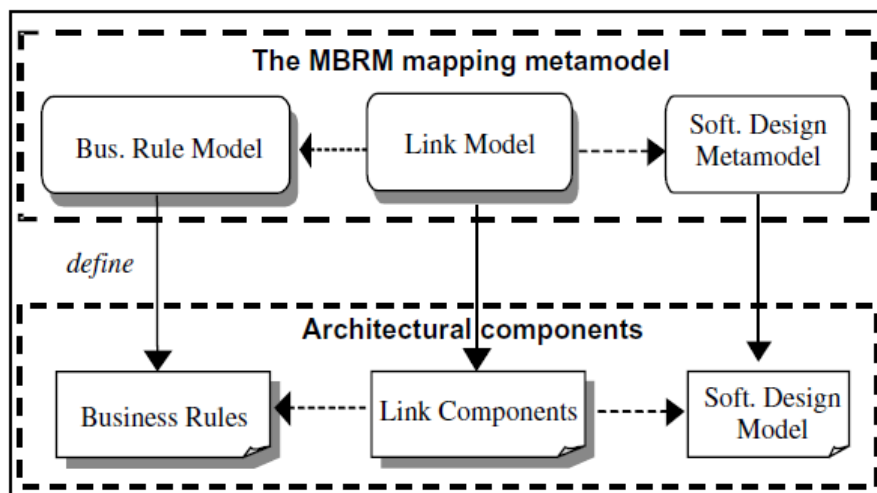 The MBRM mapping metamodel
Bus. Rule Model
Link Model
Soft. Design
Metamodel
define
Architectural components
Business Rules
Link Components
Soft. Design
Model